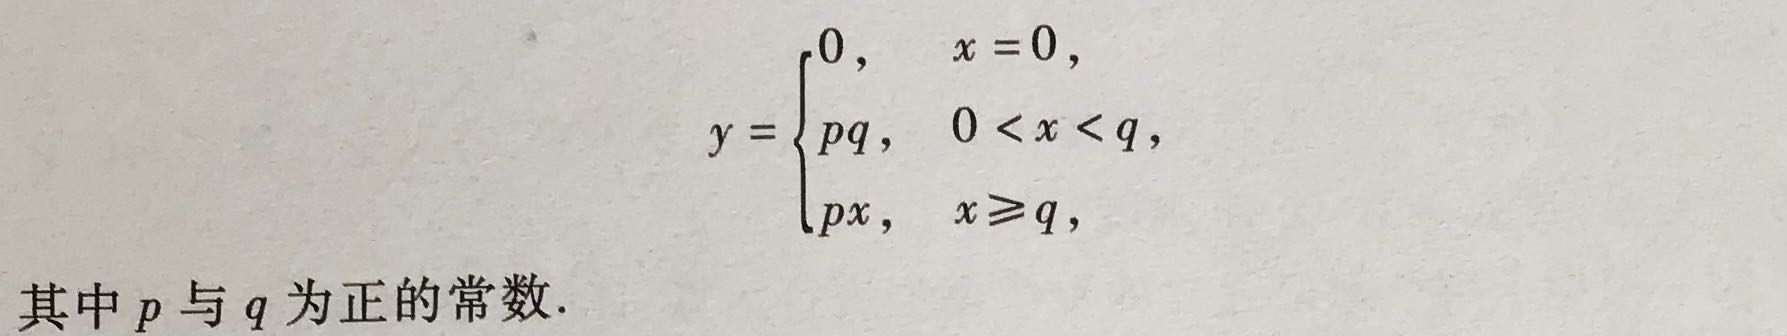 0, x = 0,
y = { pq, 0 < x < q,
px, x ⩾ q,
其中 p 与 q 为正的常数.